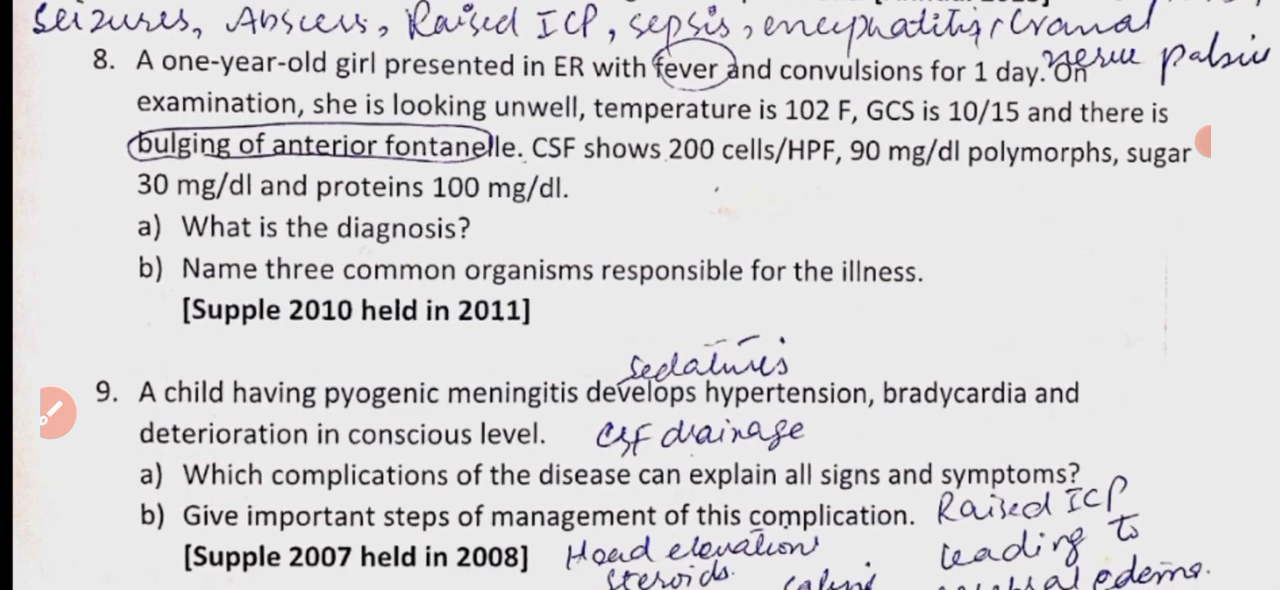 seizures, Abscess, Raised ICP, sepsis, encephalitis, Cranial
nerve palsie
8. A one-year-old girl presented in ER with fever and convulsions for 1 day. On
examination, she is looking unwell, temperature is 102 F, GCS is 10/15 and there is
bulging of anterior fontanelle. CSF shows 200 cells/HPF, 90 mg/dl polymorphs, sugar
30 mg/dl and proteins 100 mg/dl.
a) What is the diagnosis?
b) Name three common organisms responsible for the illness.
[Supple 2010 held in 2011]
sedatives
9. A child having pyogenic meningitis develops hypertension, bradycardia and
deterioration in conscious level. CSF drainage
a) Which complications of the disease can explain all signs and symptoms?
b) Give important steps of management of this complication. Raised ICP
[Supple 2007 held in 2008] Head elevation leading to
steroids. edema.